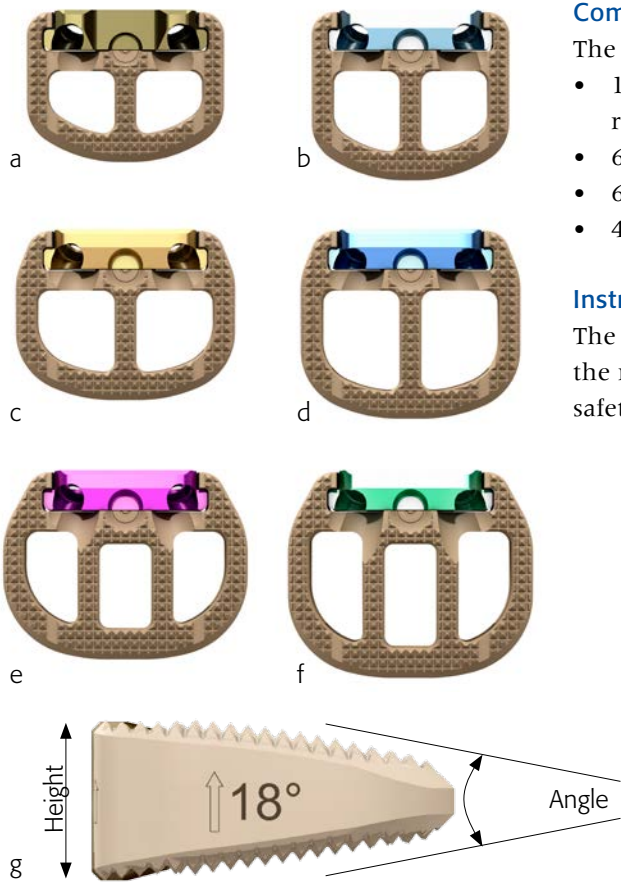 a
b
c
d
e
f
g
Height
18°
Angle
Com
The
• 1
r
• 6
• 6
• 4
Instr
The
the r
safet